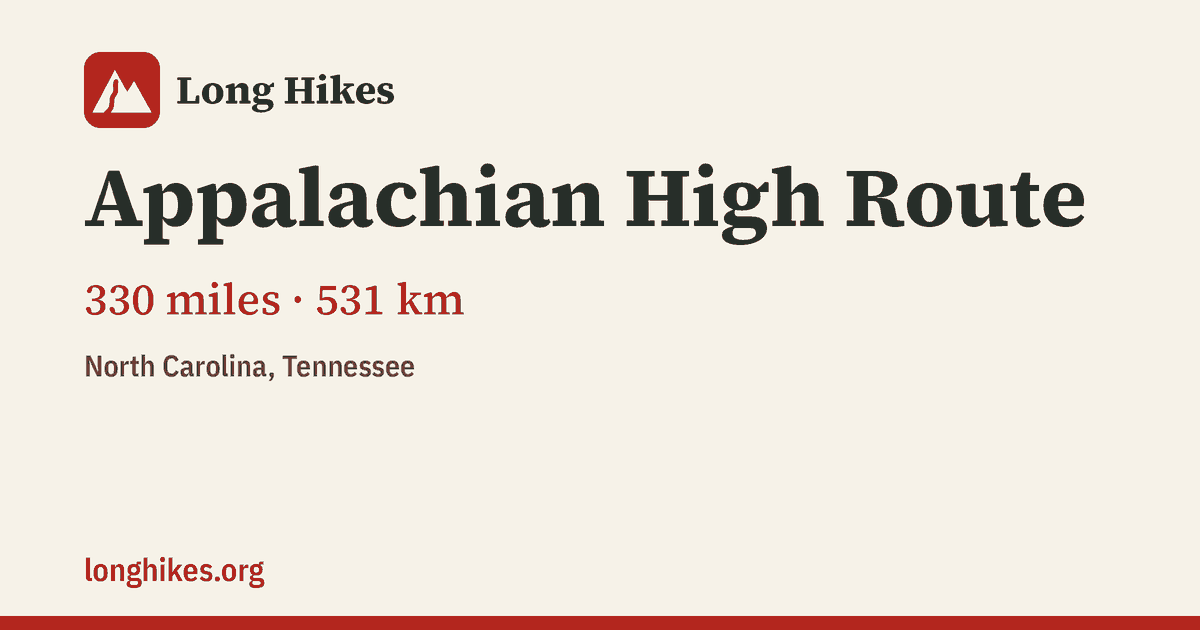 Long Hikes
Appalachian High Route
330 miles · 531 km
North Carolina, Tennessee
longhikes.org